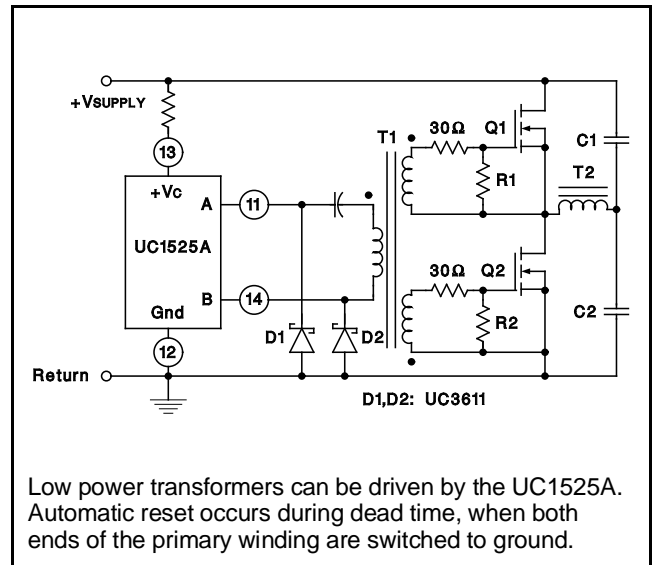 +VSUPPLY
13
+Vc
A
11
UC1525A
B
14
Gnd
12
Return
D1
D2
T1
30Ω
Q1
R1
30Ω
Q2
R2
C1
T2
C2
D1,D2: UC3611
Low power transformers can be driven by the UC1525A.
Automatic reset occurs during dead time, when both
ends of the primary winding are switched to ground.